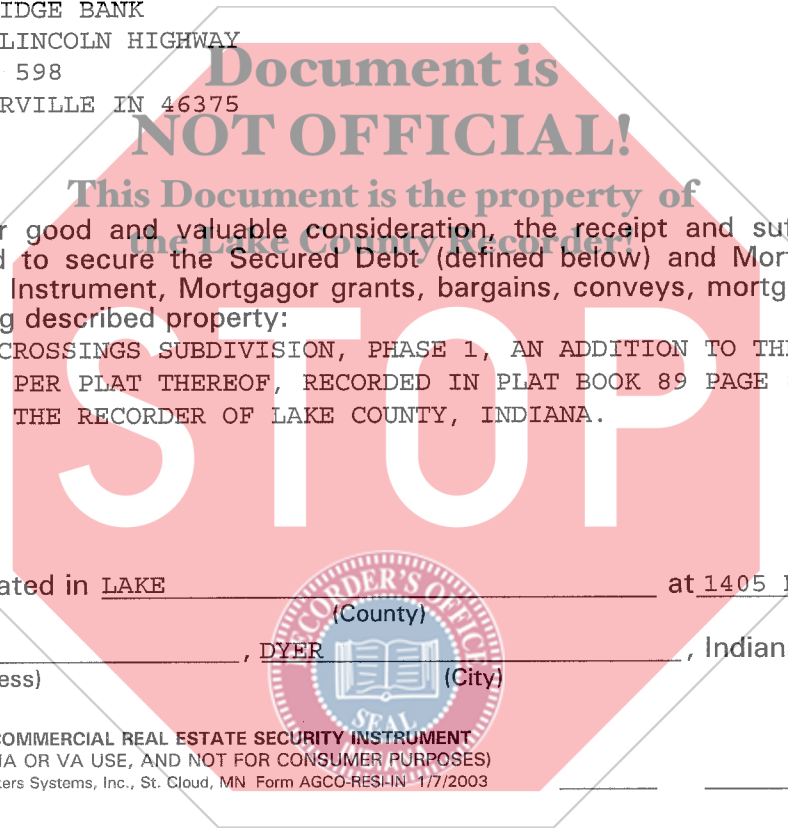 IDGE BANK
LINCOLN HIGHWAY
598
RVILLE IN 46375
Document is
NOT OFFICIAL!
This Document is the property of
the Lake County Recorder!
r good and valuable consideration, the receipt and suf
d to secure the Secured Debt (defined below) and Mor
Instrument, Mortgagor grants, bargains, conveys, mortg
g described property:
CROSSINGS SUBDIVISION, PHASE 1, AN ADDITION TO THE
PER PLAT THEREOF, RECORDED IN PLAT BOOK 89 PAGE
THE RECORDER OF LAKE COUNTY, INDIANA.
STOP
ated in LAKE at 1405
(County)
, DYER , Indian
ess) (City)
RECORDER'S OFFICE
SEAL
INDIANA
COMMERCIAL REAL ESTATE SECURITY INSTRUMENT
MA OR VA USE, AND NOT FOR CONSUMER PURPOSES)
kers Systems, Inc., St. Cloud, MN Form AGCO-RESI-IN 1/7/2003